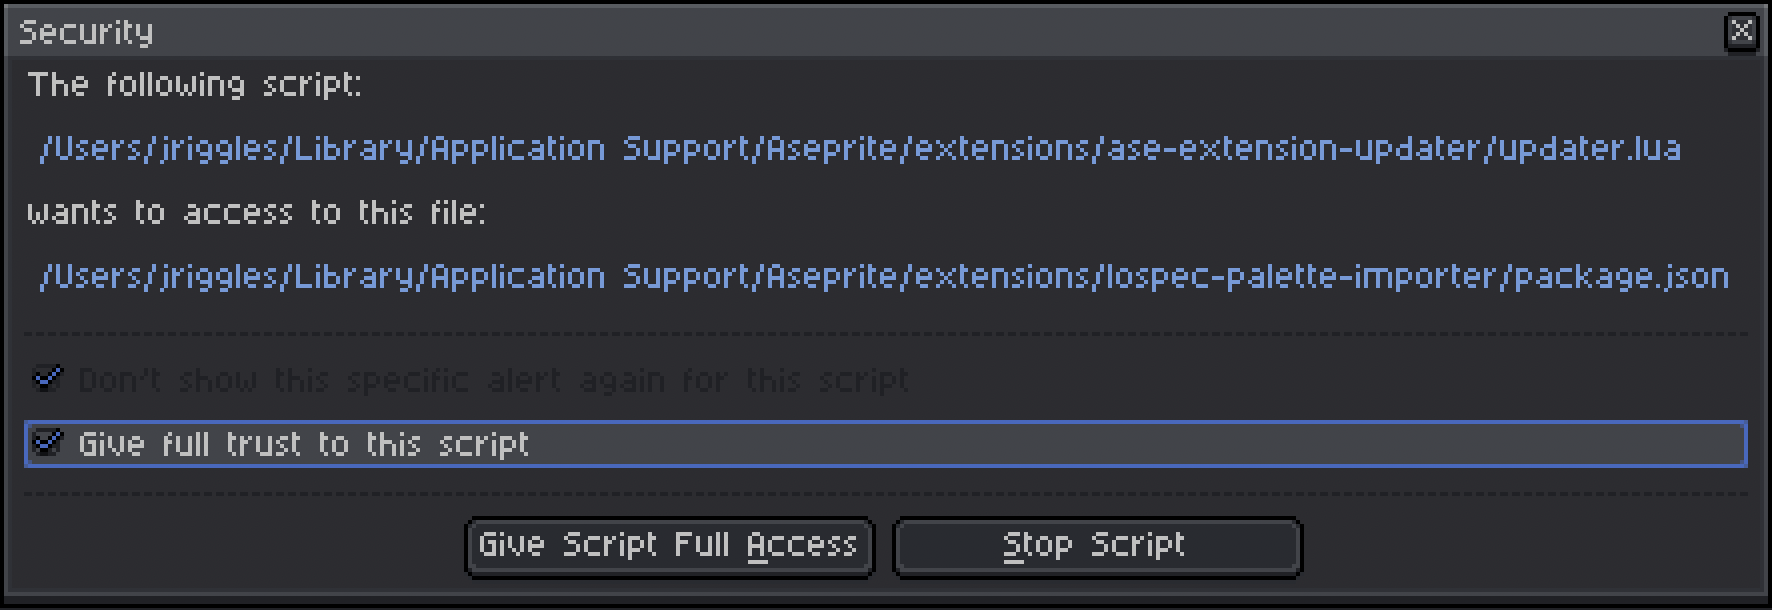 Security
The following script:
/Users/jriggles/Library/Application Support/Aseprite/extensions/ase-extension-updater/updater.lua
wants to access to this file:
/Users/jriggles/Library/Application Support/Aseprite/extensions/lospec-palette-importer/package.json
Don't show this specific alert again for this script
Give full trust to this script
Give Script Full Access
Stop Script